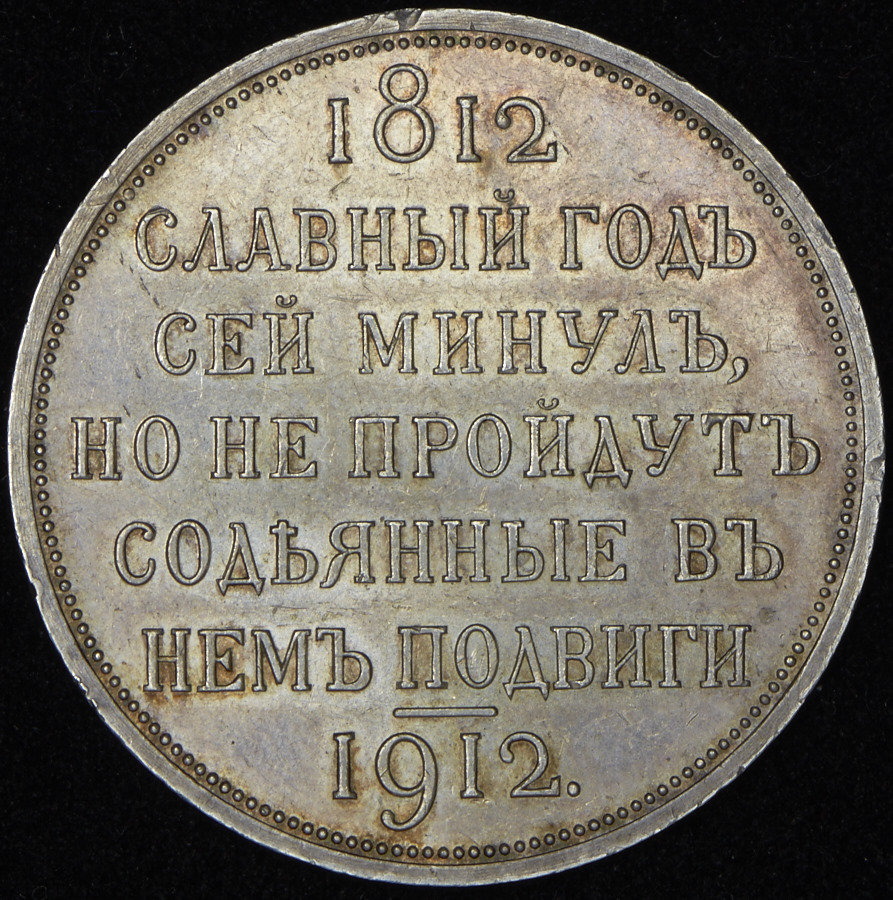 1812
СЛАВНЫЙ ГОДЪ
СЕЙ МИНУЛЪ,
НО НЕ ПРОЙДУТЪ
СОДѢЯННЫЕ ВЪ
НЕМЪ ПОДВИГИ
1912.